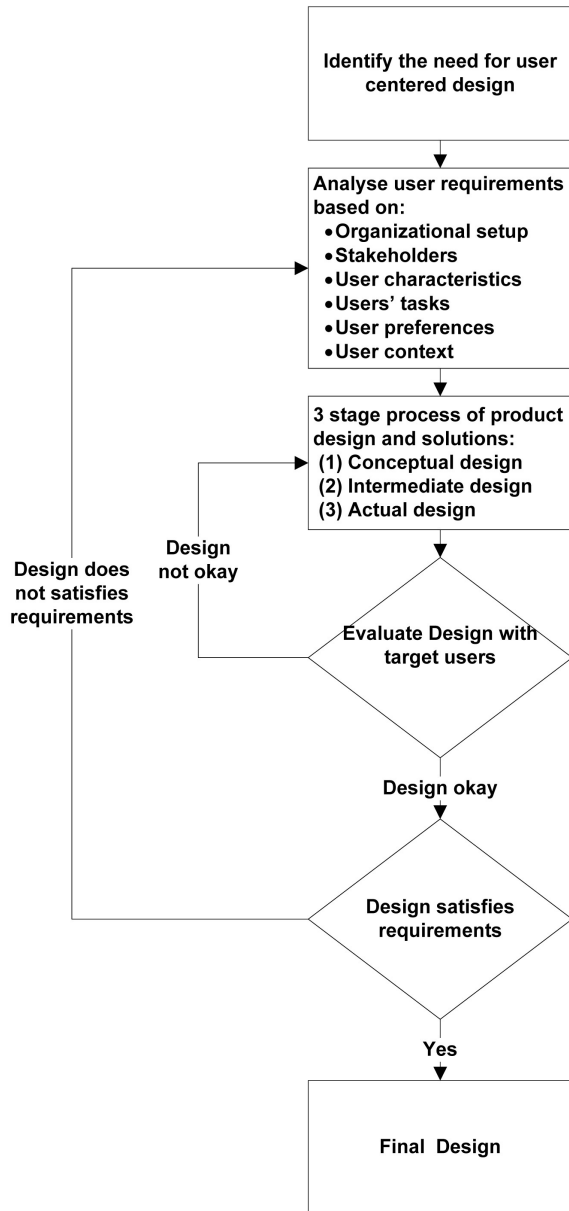 Identify the need for user
centered design
Analyse user requirements
based on:
•Organizational setup
•Stakeholders
•User characteristics
•Users’ tasks
•User preferences
•User context
3 stage process of product
design and solutions:
(1) Conceptual design
(2) Intermediate design
(3) Actual design
Design
not okay
Design does
not satisfies
requirements
Evaluate Design with
target users
Design okay
Design satisfies
requirements
Yes
Final Design